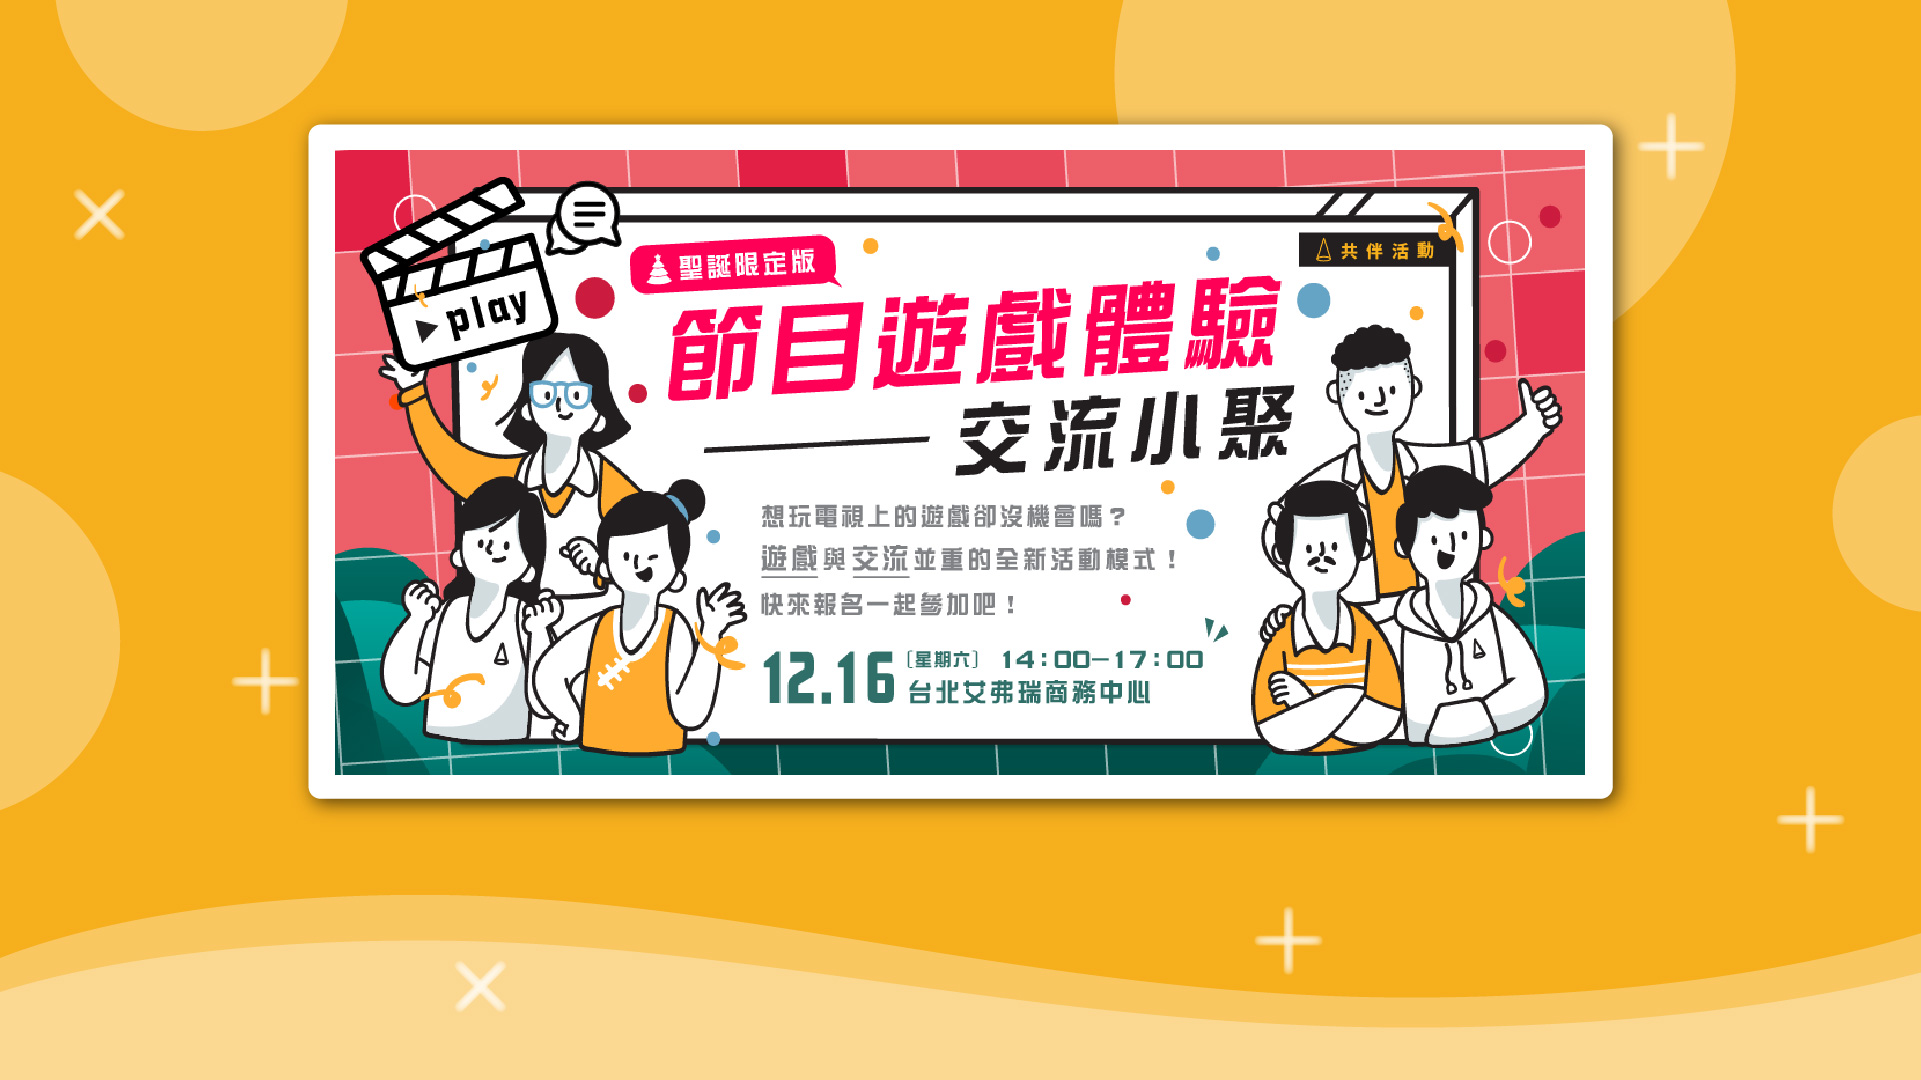 play
聖誕限定版
共伴活動
節目遊戲體驗
交流小聚
想玩電視上的遊戲卻沒機會嗎？
遊戲與交流並重的全新活動模式！
快來報名一起參加吧！
12.16〔星期六〕 14：00—17：00
台北艾弗瑞商務中心